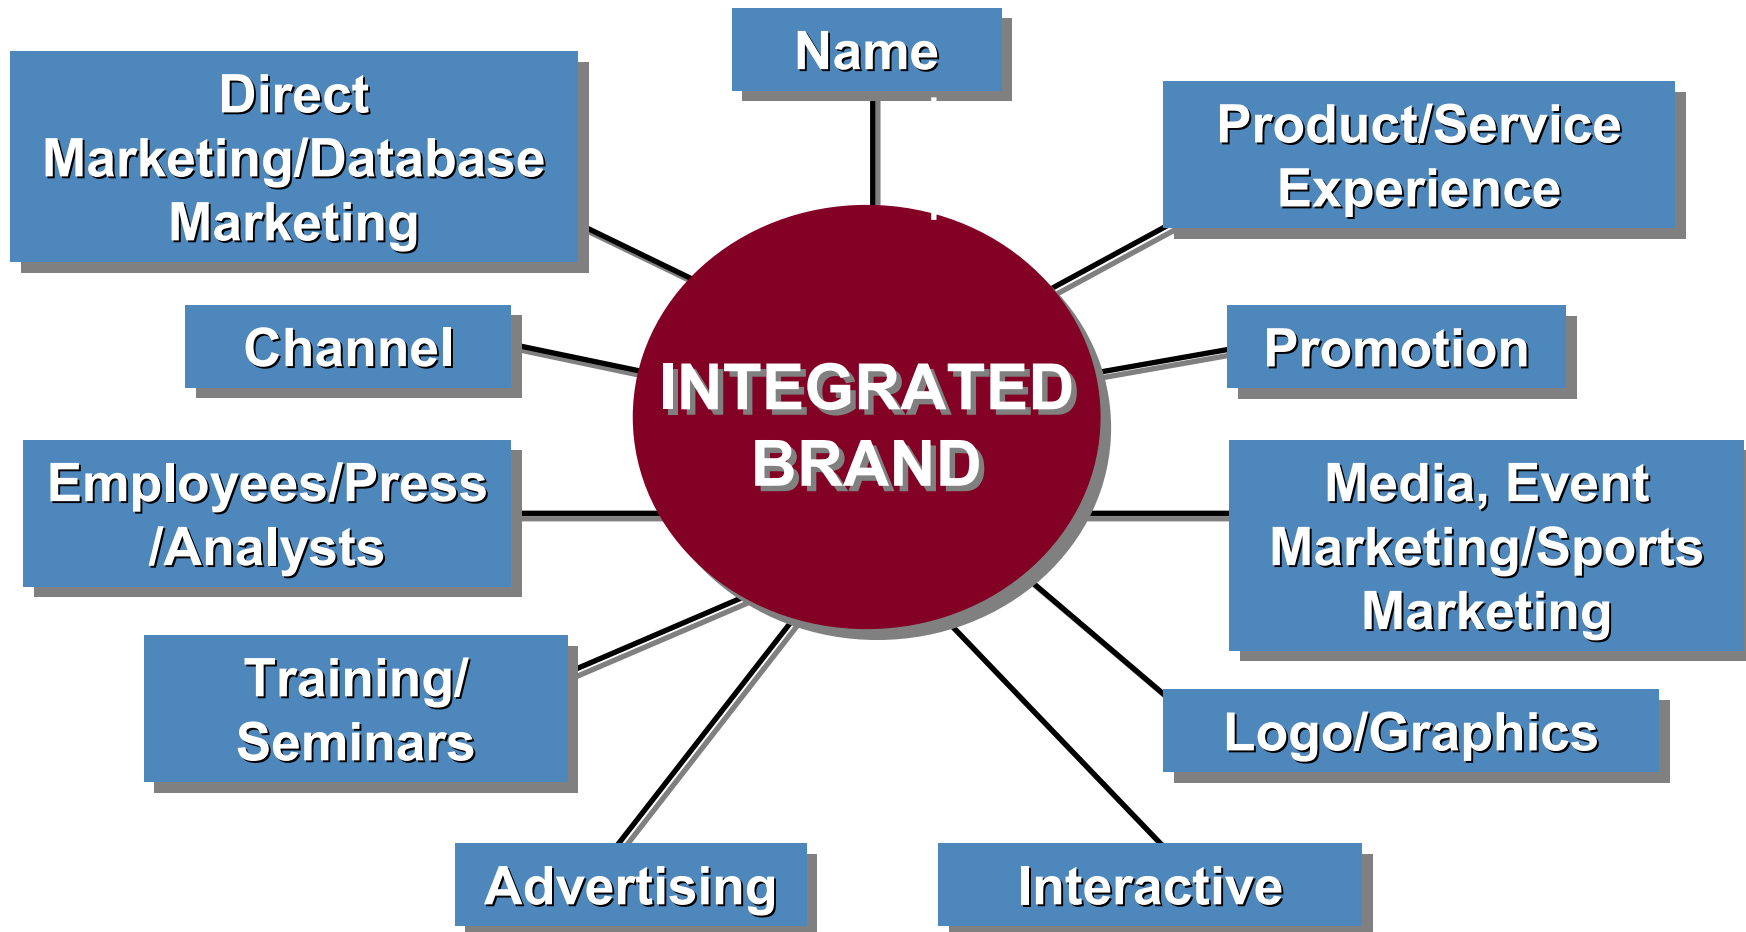 Name
Direct
Marketing/Database
Marketing
Product/Service
Experience
Channel
Promotion
INTEGRATED
BRAND
Employees/Press
/Analysts
Media, Event
Marketing/Sports
Marketing
Training/
Seminars
Logo/Graphics
Advertising
Interactive